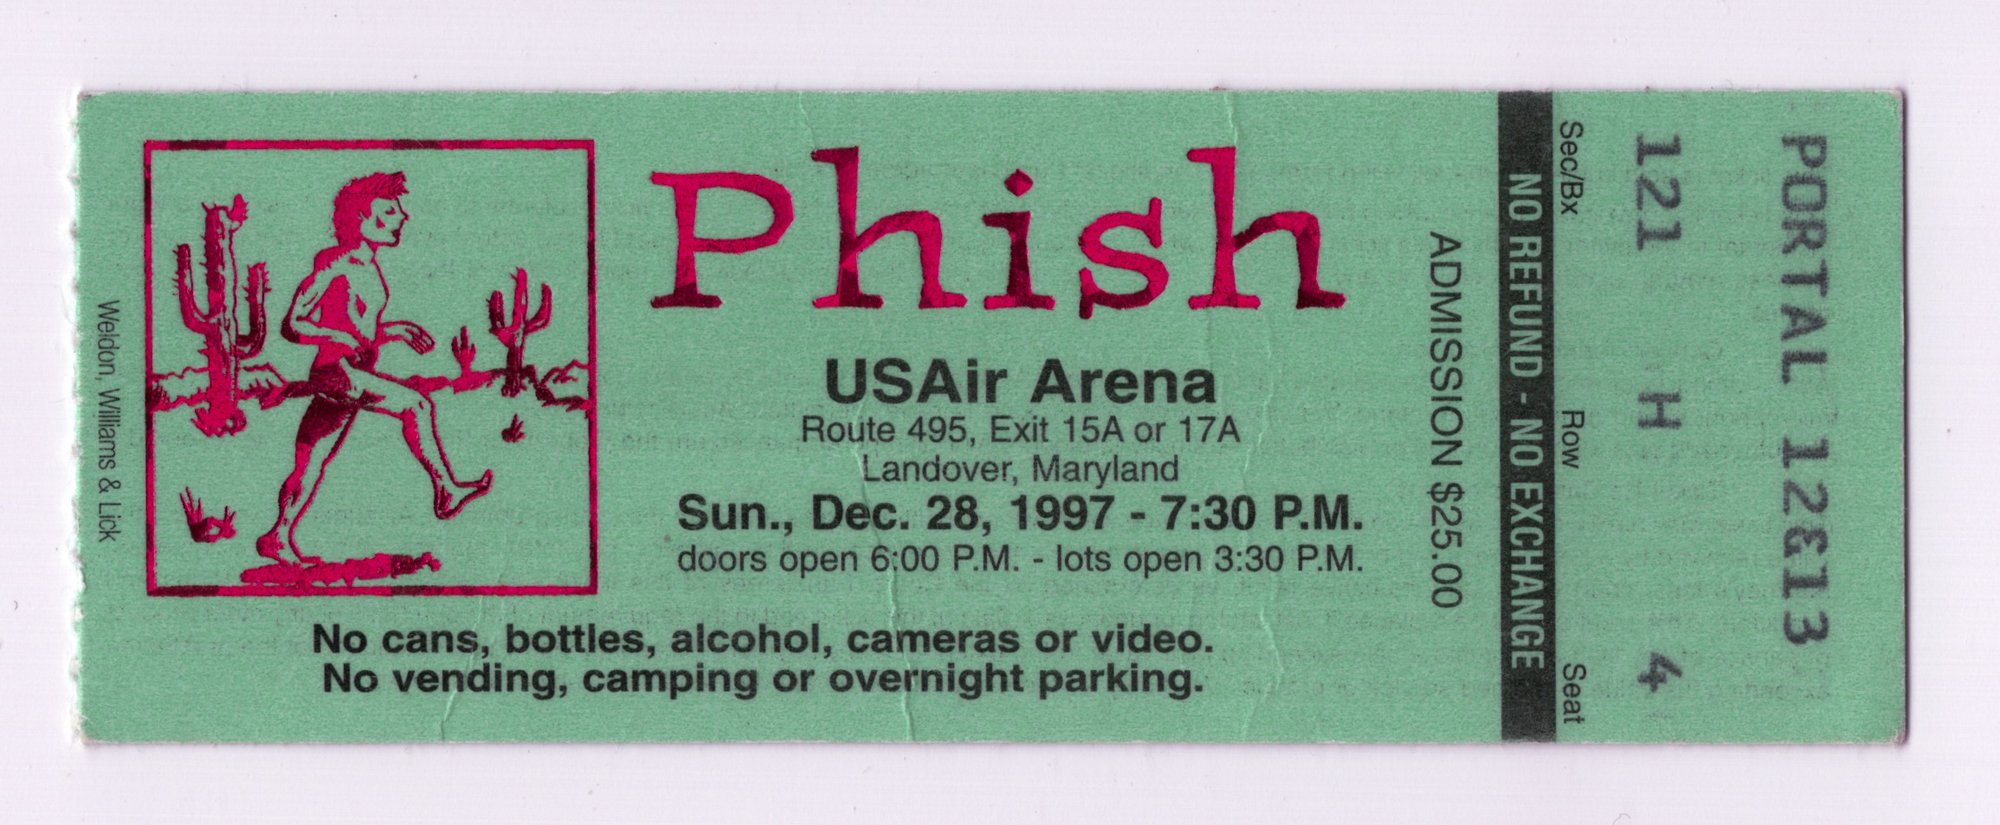 Weldon, Williams & Lick
Phish
USAir Arena
Route 495, Exit 15A or 17A
Landover, Maryland
Sun., Dec. 28, 1997 - 7:30 P.M.
doors open 6:00 P.M. - lots open 3:30 P.M.
No cans, bottles, alcohol, cameras or video.
No vending, camping or overnight parking.
ADMISSION $25.00
NO REFUND - NO EXCHANGE
Sec/Bx Row Seat
121 H 4
PORTAL 12&13